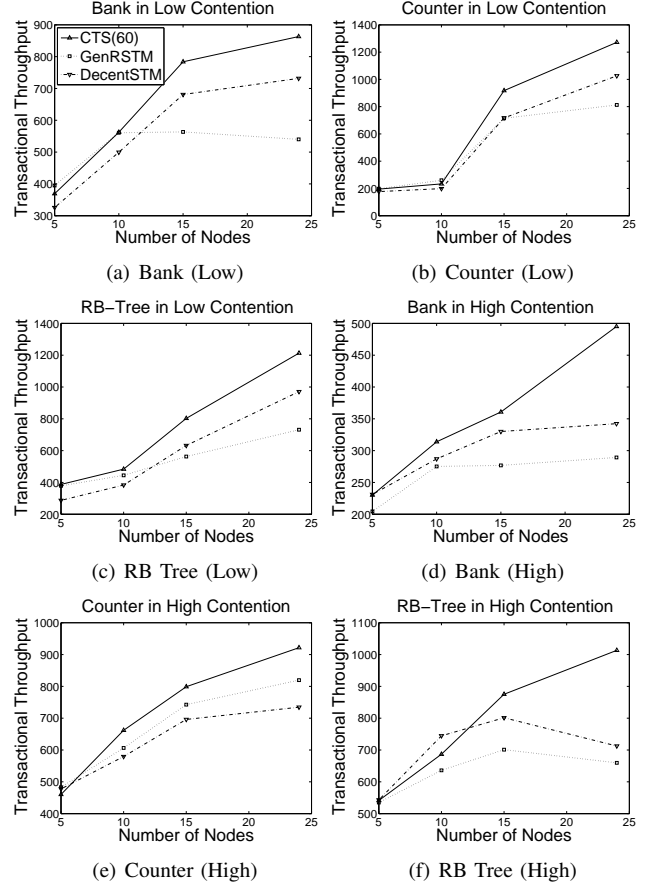 Bank in Low Contention
Transactional Throughput
900
800
700
600
500
400
300
CTS(60)
GenRSTM
DecentSTM
5 10 15 20 25
Number of Nodes
(a) Bank (Low)
Counter in Low Contention
Transactional Throughput
1400
1200
1000
800
600
400
200
0
5 10 15 20 25
Number of Nodes
(b) Counter (Low)
RB-Tree in Low Contention
Transactional Throughput
1400
1200
1000
800
600
400
200
5 10 15 20 25
Number of Nodes
(c) RB Tree (Low)
Bank in High Contention
Transactional Throughput
500
450
400
350
300
250
200
5 10 15 20 25
Number of Nodes
(d) Bank (High)
Counter in High Contention
Transactional Throughput
1000
900
800
700
600
500
400
5 10 15 20 25
Number of Nodes
(e) Counter (High)
RB-Tree in High Contention
Transactional Throughput
1100
1000
900
800
700
600
500
5 10 15 20 25
Number of Nodes
(f) RB Tree (High)